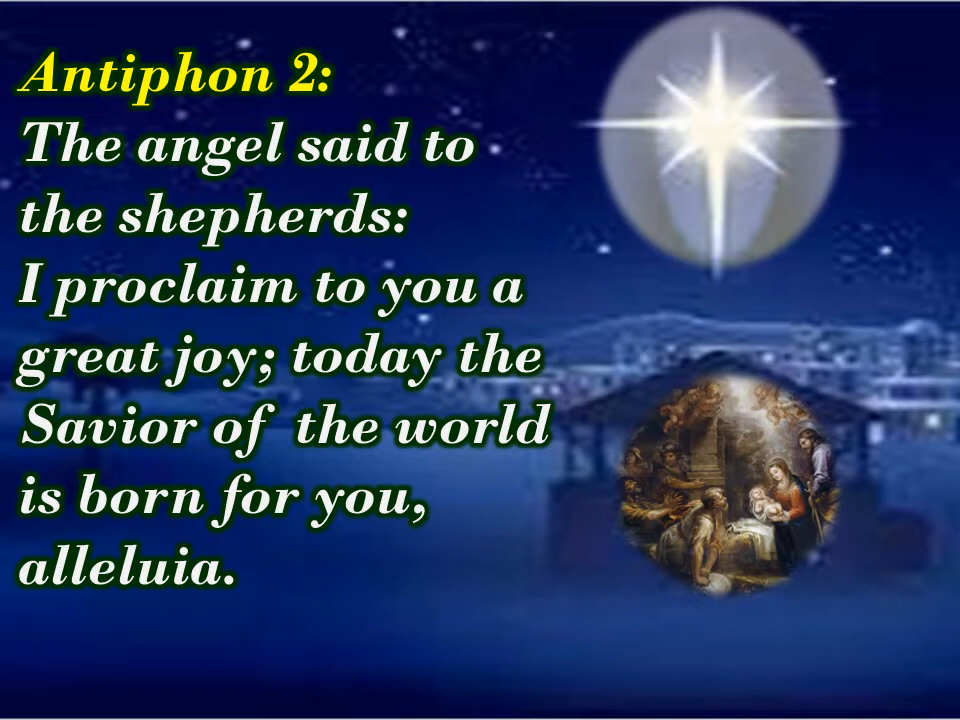 Antiphon 2:
The angel said to
the shepherds:
I proclaim to you a
great joy; today the
Savior of the world
is born for you,
alleluia.